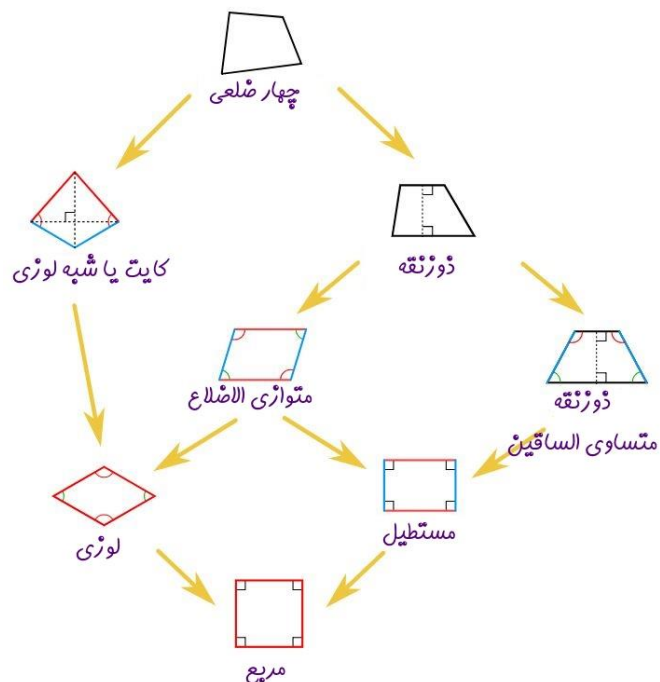 چهار ضلعی
کایت یا شبه لوزی
ذوزنقه
متوازی الاضلاع
ذوزنقه
متساوی الساقین
لوزی
مستطیل
مربع